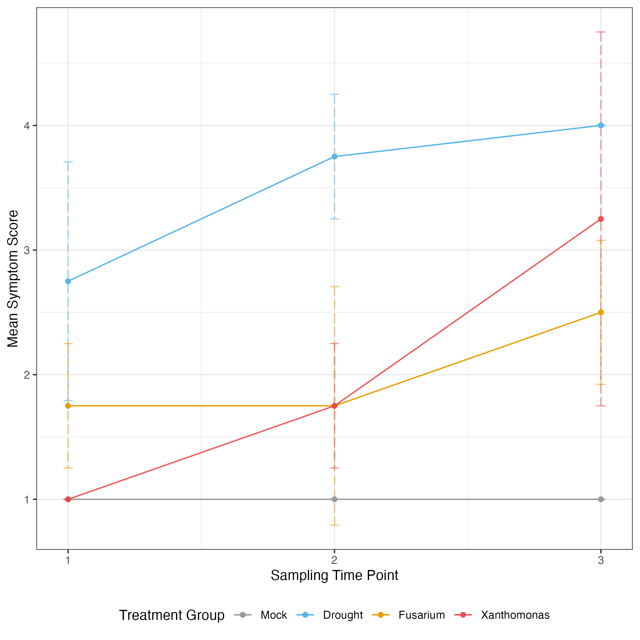 4
3
2
1
Mean Symptom Score
1 2 3
Sampling Time Point
Treatment Group Mock Drought Fusarium Xanthomonas